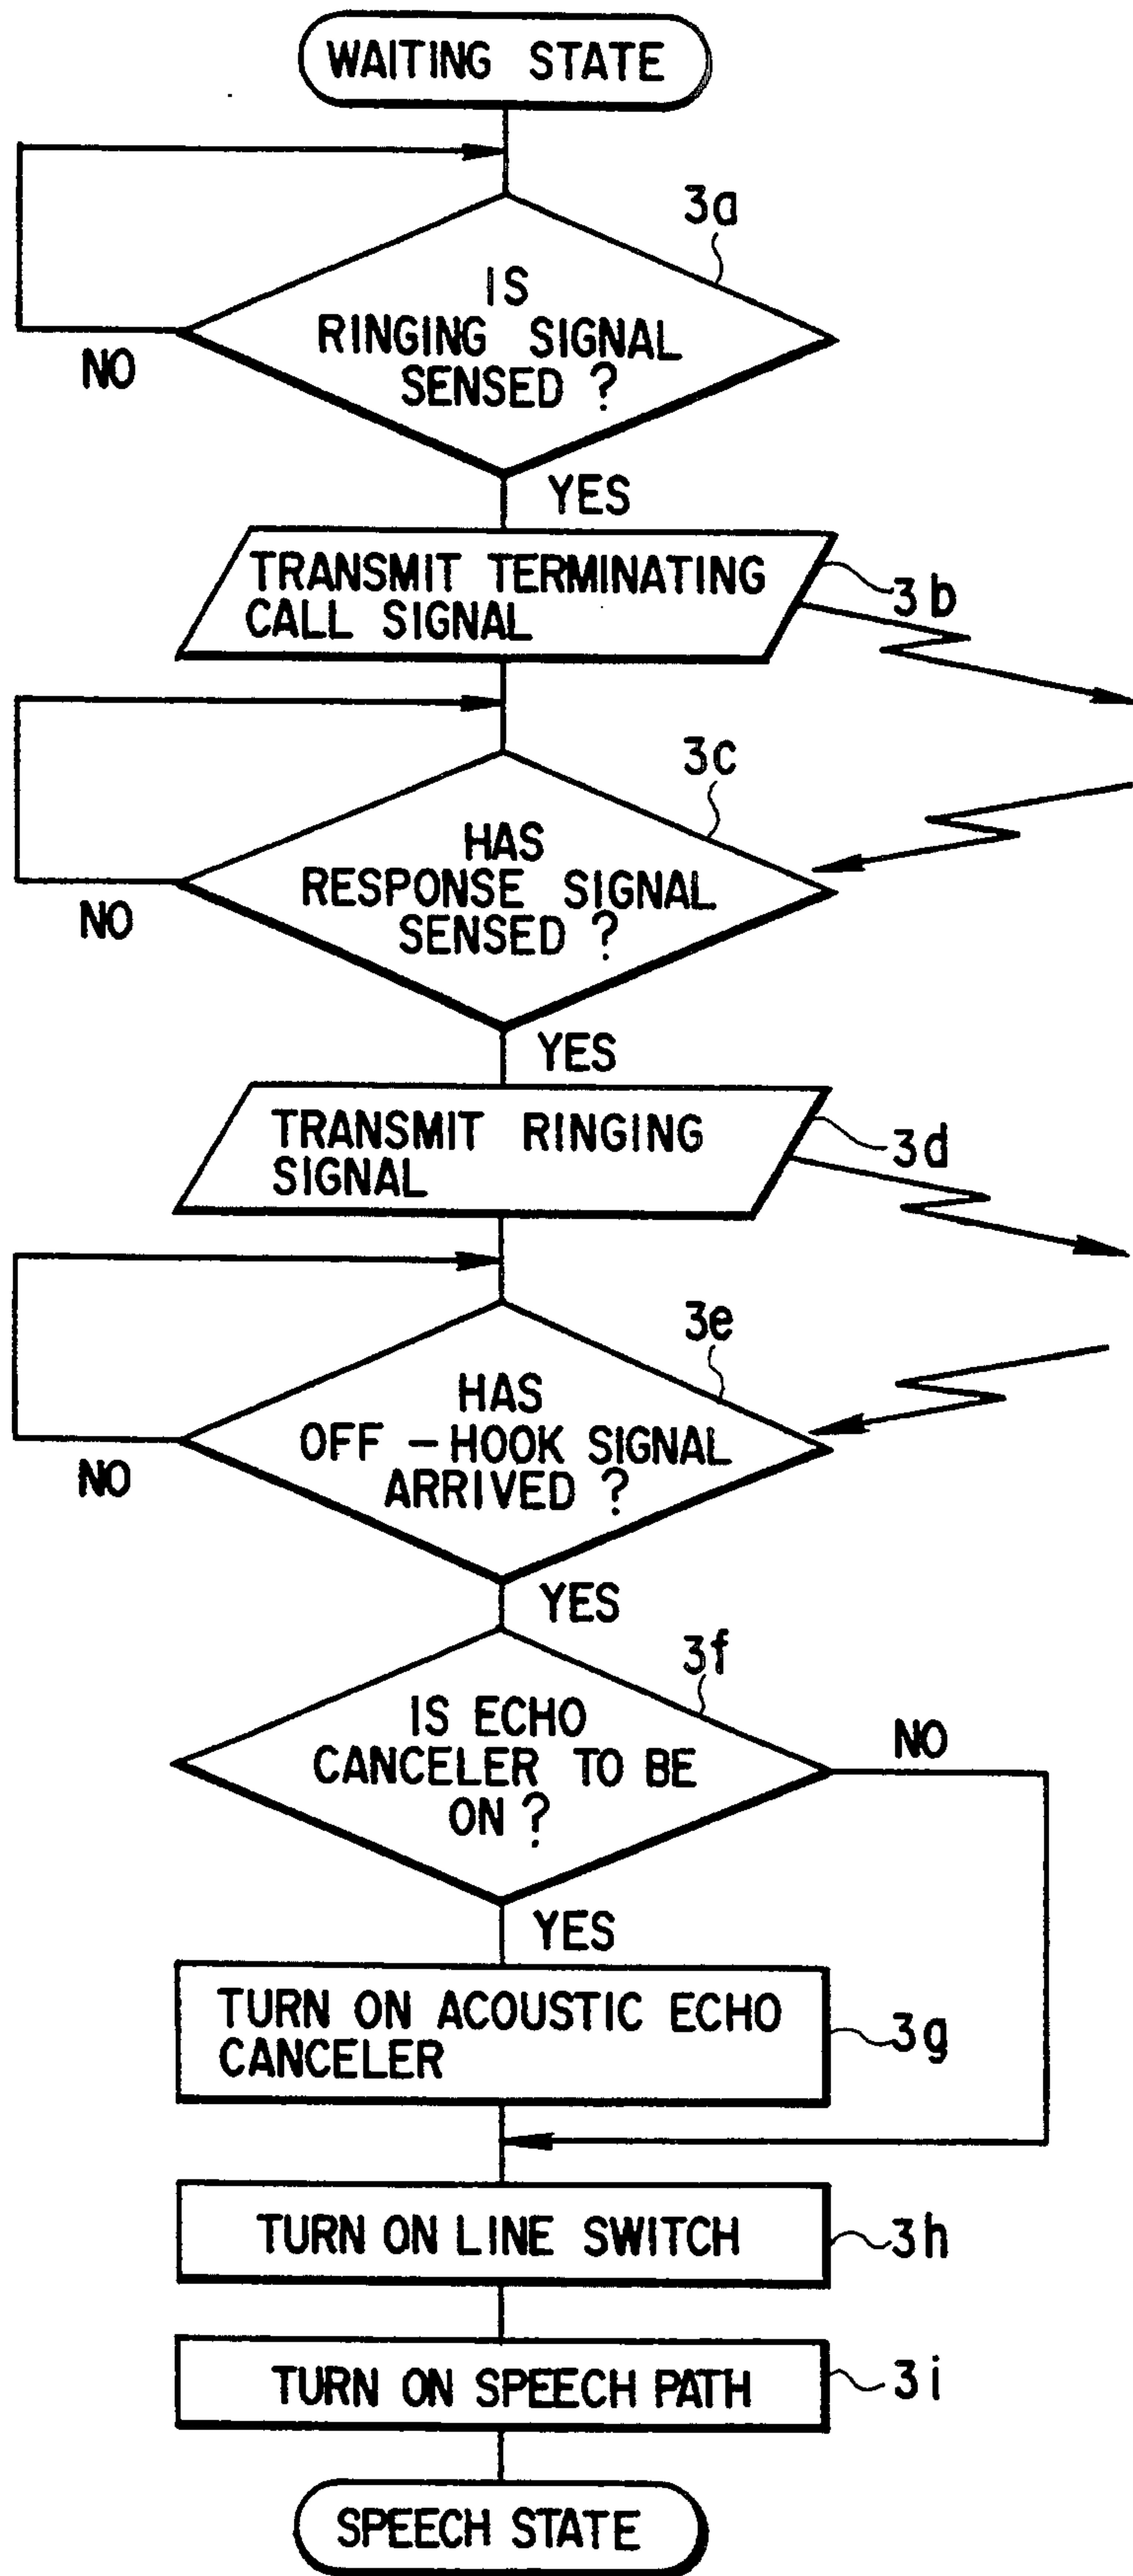 WAITING STATE
3a
IS
RINGING SIGNAL
SENSED ?
NO
YES
TRANSMIT TERMINATING
CALL SIGNAL
3b
3c
HAS
RESPONSE SIGNAL
SENSED ?
NO
YES
TRANSMIT RINGING
SIGNAL
3d
3e
HAS
OFF - HOOK SIGNAL
ARRIVED ?
NO
YES
3f
IS ECHO
CANCELER TO BE
ON ?
NO
YES
TURN ON ACOUSTIC ECHO
CANCELER
3g
TURN ON LINE SWITCH
3h
TURN ON SPEECH PATH
3i
SPEECH STATE